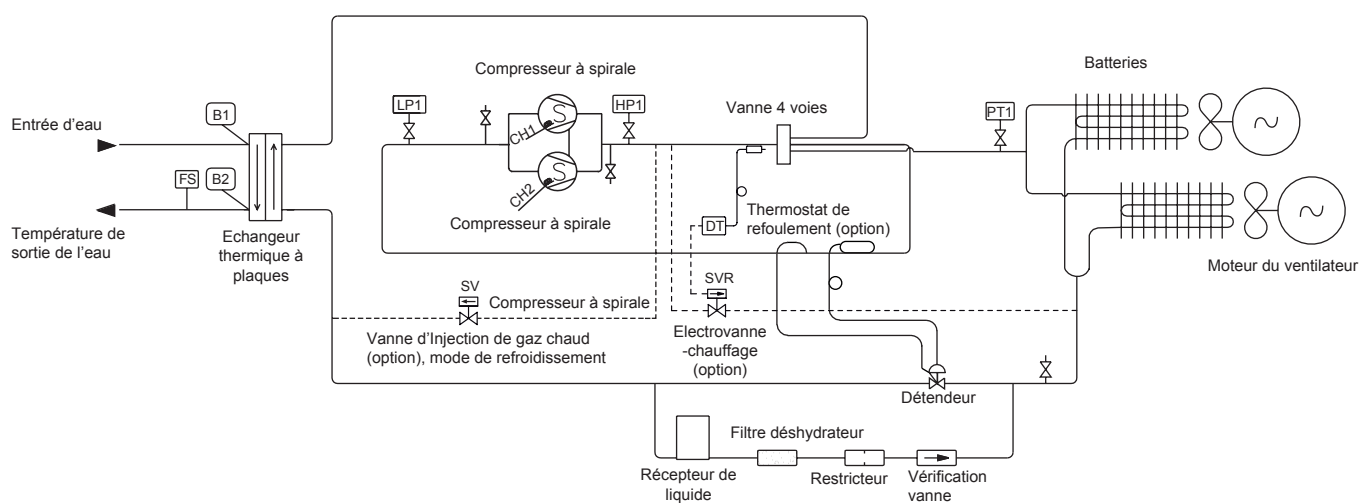 Batteries
Compresseur à spirale
LP1
HP1
Vanne 4 voies
PT1
B1
Entrée d'eau
CH1
FS
B2
CH2
Compresseur à spirale
Thermostat de
refoulement (option)
DT
Température de
sortie de l'eau
Echangeur
thermique à
plaques
Moteur du ventilateur
SV
Compresseur à spirale
SVR
Vanne d'Injection de gaz chaud
(option), mode de refroidissement
Electrovanne
-chauffage
(option)
Détendeur
Filtre déshydrateur
Récepteur de
liquide
Restricteur
Vérification
vanne
S
S